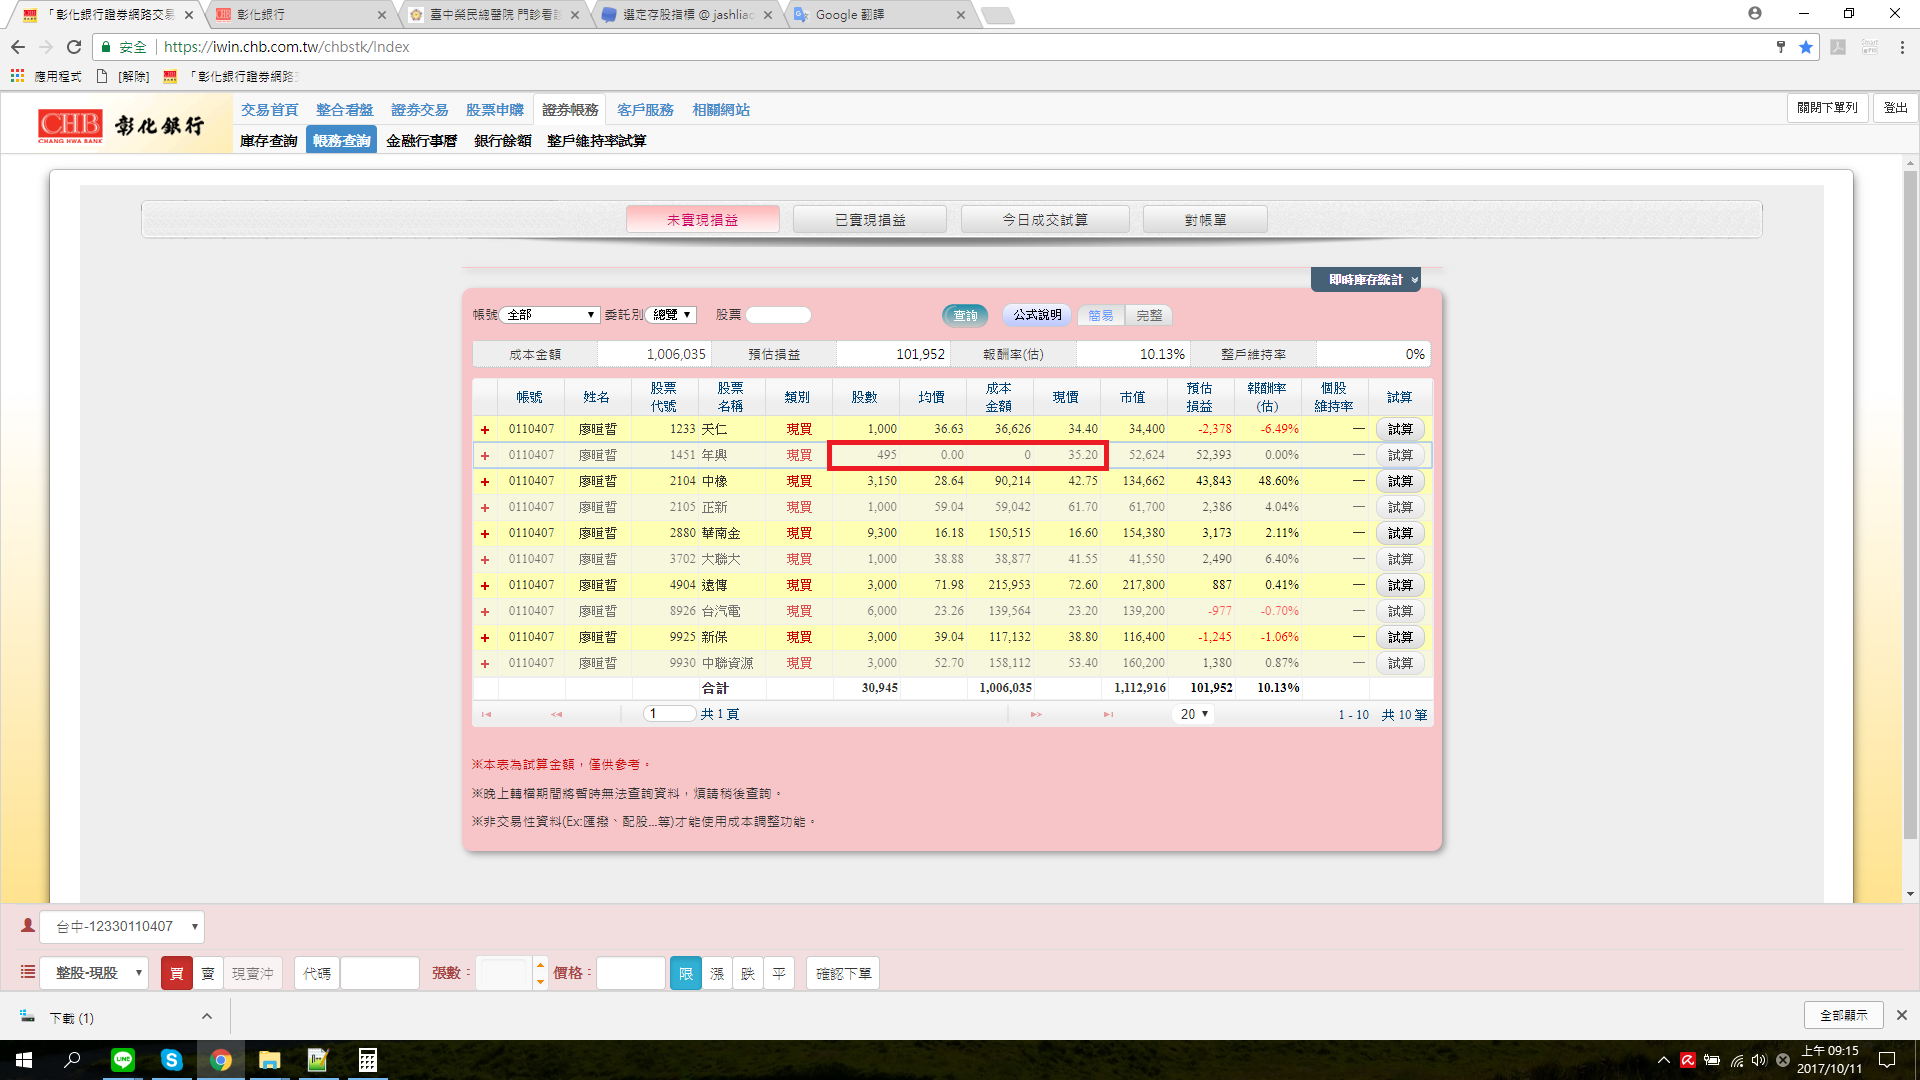 「彰化銀行證券網路交易
彰化銀行
臺中榮民總醫院 門診看診
選定存股指標 @ jashliao
Google 翻譯
安全 https://iwin.chb.com.tw/chbstk/Index
應用程式 [解除] 「彰化銀行證券網路
CHB 彰化銀行
CHANG HWA BANK
交易首頁 整合看盤 證券交易 股票申購 證券帳務 客戶服務 相關網站
關閉下單列 登出
庫存查詢 帳務查詢 金融行事曆 銀行餘額 整戶維持率試算
未實現損益 已實現損益 今日成交試算 對帳單
即時庫存統計
帳號 全部 委託別 總覽 股票 查詢 公式說明 簡易 完整
成本金額 1,006,035 預估損益 101,952 報酬率(估) 10.13% 整戶維持率 0%
帳號 姓名 股票代號 股票名稱 類別 股數 均價 成本金額 現價 市值 預估損益 報酬率(估) 個股維持率 試算
+ 0110407 廖晅晢 1233 天仁 現買 1,000 36.63 36,626 34.40 34,400 -2,378 -6.49% — 試算
+ 0110407 廖晅晢 1451 年興 現買 495 0.00 0 35.20 52,624 52,393 0.00% — 試算
+ 0110407 廖晅晢 2104 中橡 現買 3,150 28.64 90,214 42.75 134,662 43,843 48.60% — 試算
+ 0110407 廖晅晢 2105 正新 現買 1,000 59.04 59,042 61.70 61,700 2,386 4.04% — 試算
+ 0110407 廖晅晢 2880 華南金 現買 9,300 16.18 150,515 16.60 154,380 3,173 2.11% — 試算
+ 0110407 廖晅晢 3702 大聯大 現買 1,000 38.88 38,877 41.55 41,550 2,490 6.40% — 試算
+ 0110407 廖晅晢 4904 遠傳 現買 3,000 71.98 215,953 72.60 217,800 887 0.41% — 試算
+ 0110407 廖晅晢 8926 台汽電 現買 6,000 23.26 139,564 23.20 139,200 -977 -0.70% — 試算
+ 0110407 廖晅晢 9925 新保 現買 3,000 39.04 117,132 38.80 116,400 -1,245 -1.06% — 試算
+ 0110407 廖晅晢 9930 中聯資源 現買 3,000 52.70 158,112 53.40 160,200 1,380 0.87% — 試算
合計 30,945 1,006,035 1,112,916 101,952 10.13%
1 共 1 頁 20 1 - 10 共 10 筆
※本表為試算金額，僅供參考。
※晚上轉檔期間將暫時無法查詢資料，煩請稍後查詢。
※非交易性資料(Ex:匯撥、配股...等)才能使用成本調整功能。
台中-12330110407
整股-現股 買 賣 現賣沖 代碼 張數： 價格： 限 漲 跌 平 確認下單
下載 (1) 全部顯示
上午 09:15
2017/10/11